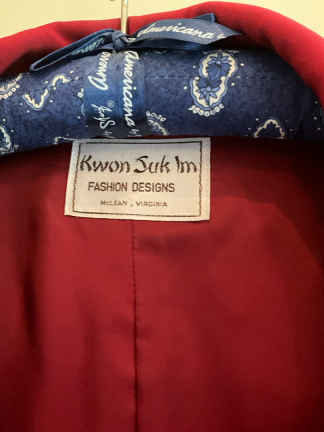 Americana
Americana
Kwon Suk Im
FASHION DESIGNS
McLEAN, VIRGINIA